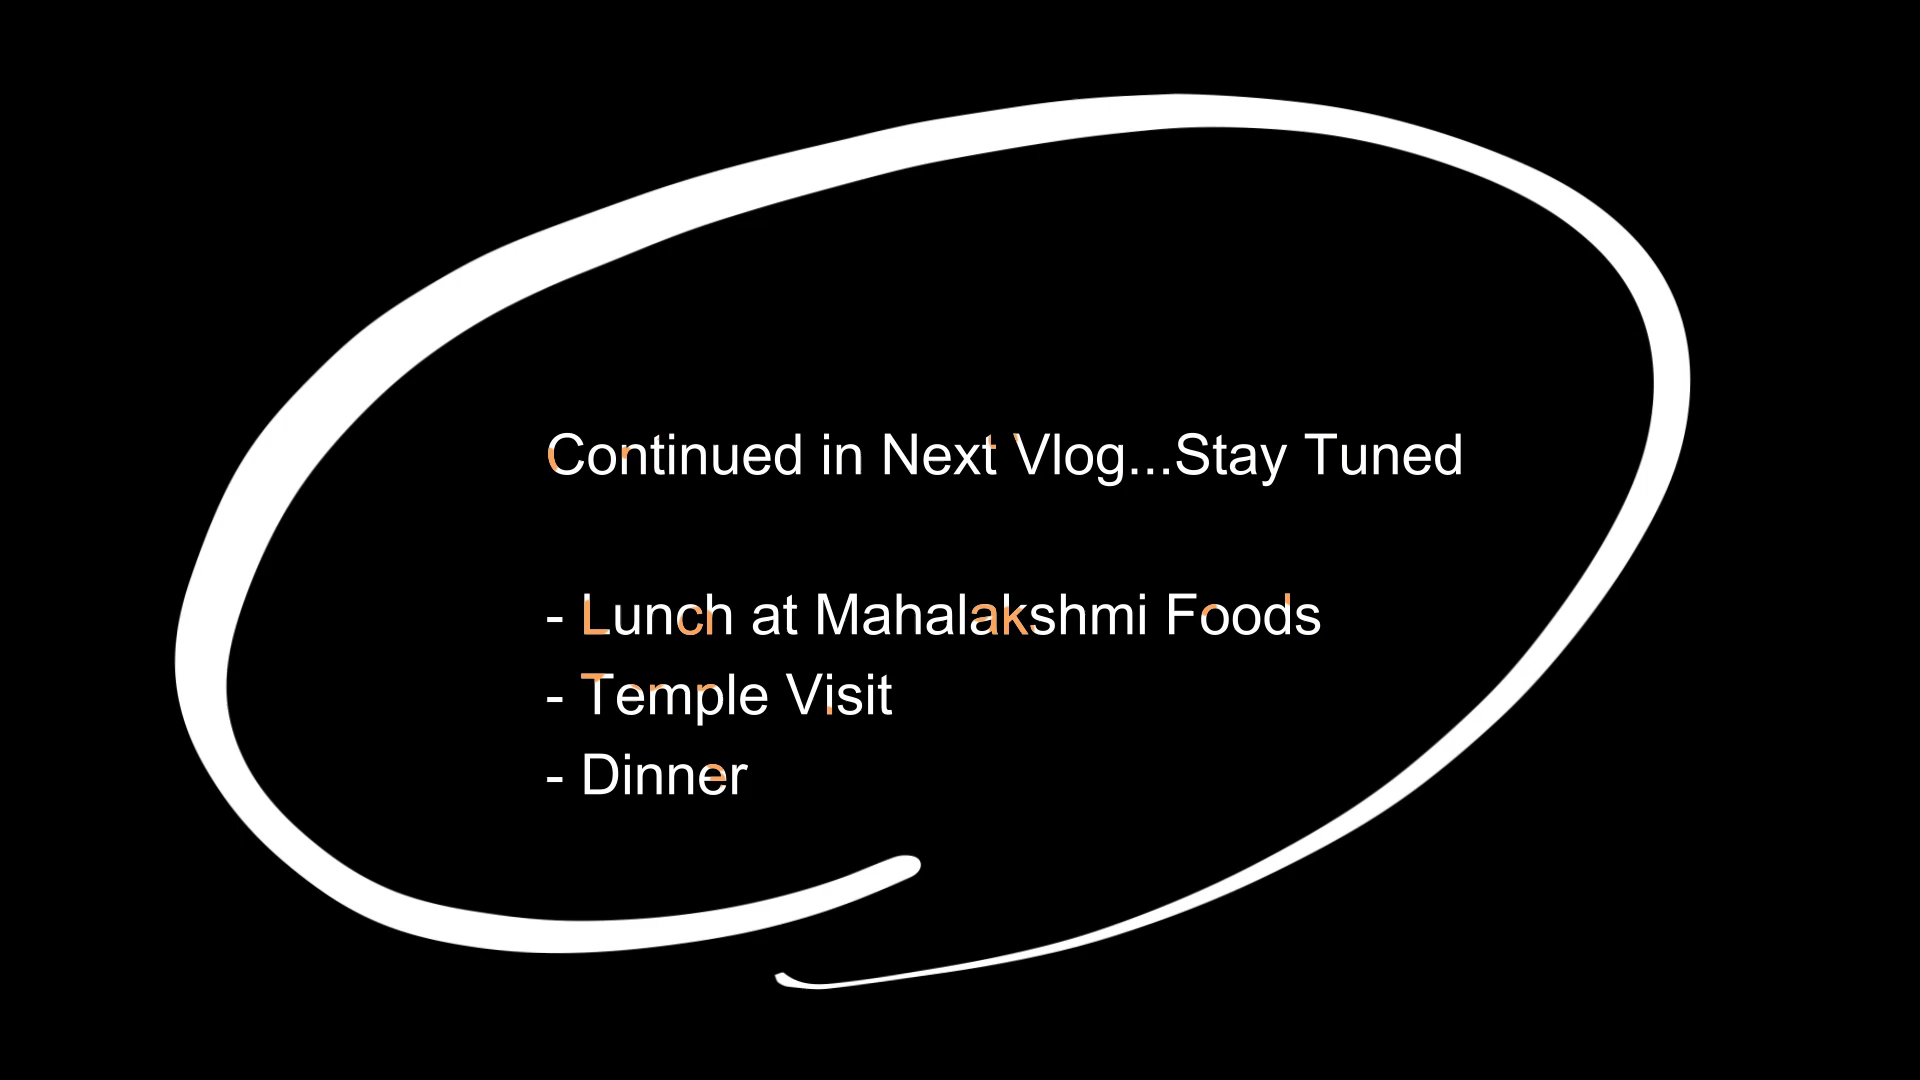 Continued in Next Vlog...Stay Tuned
- Lunch at Mahalakshmi Foods
- Temple Visit
- Dinner